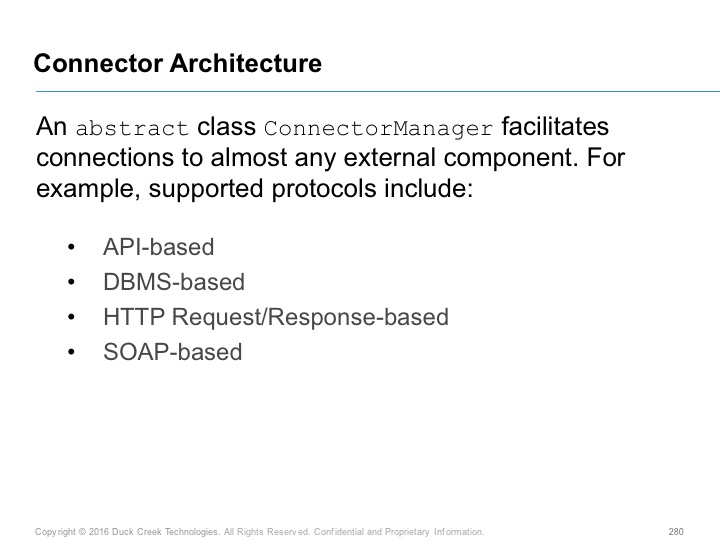 Connector Architecture
An abstract class ConnectorManager facilitates
connections to almost any external component. For
example, supported protocols include:
• API-based
• DBMS-based
• HTTP Request/Response-based
• SOAP-based
Copyright © 2016 Duck Creek Technologies. All Rights Reserved. Confidential and Proprietary Information. 280